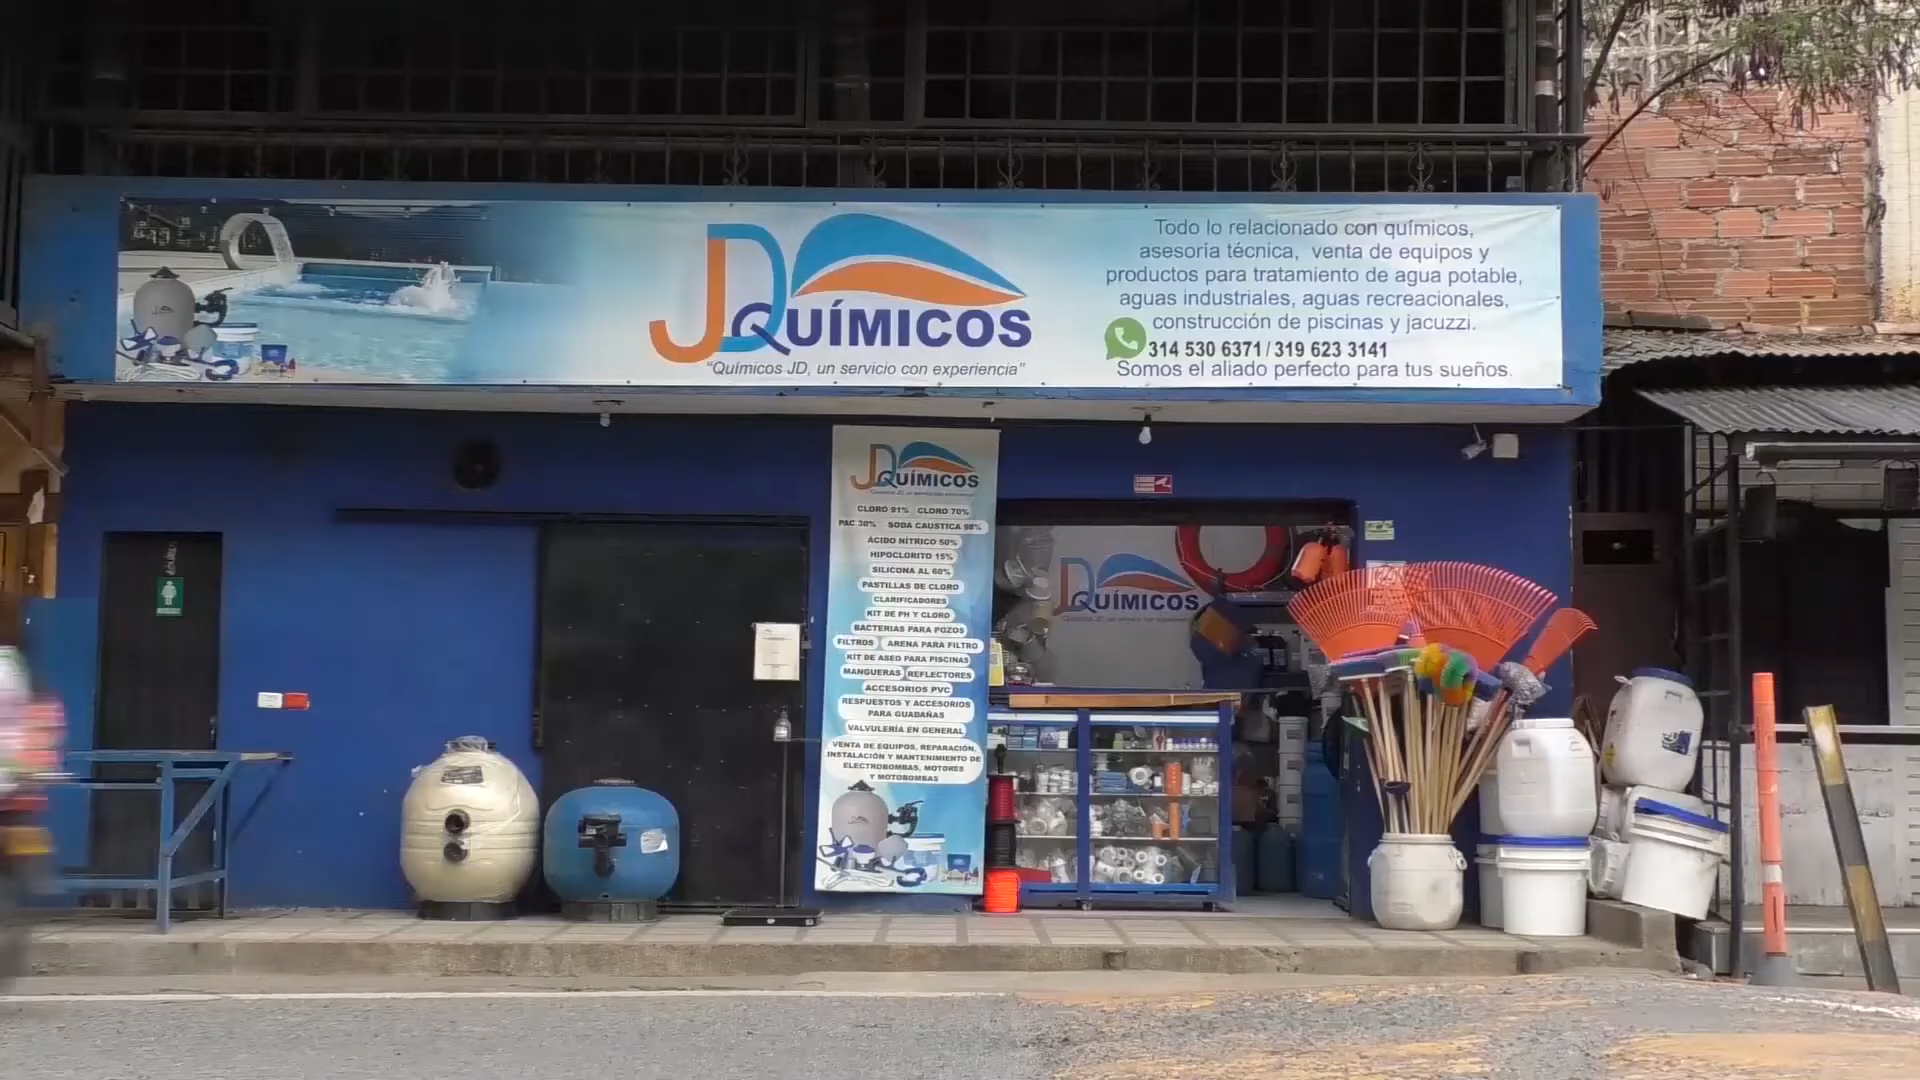 JD QUÍMICOS
"Químicos JD, un servicio con experiencia"
Todo lo relacionado con químicos,
asesoría técnica, venta de equipos y
productos para tratamiento de agua potable,
aguas industriales, aguas recreacionales,
construcción de piscinas y jacuzzi.
314 530 6371 / 319 623 3141
Somos el aliado perfecto para tus sueños.
JD QUÍMICOS
CLORO 91% CLORO 70%
PAC 30% SODA CAUSTICA 98%
ÁCIDO NÍTRICO 50%
HIPOCLORITO 15%
SILICONA AL 60%
PASTILLAS DE CLORO
CLARIFICADORES
KIT DE PH Y CLORO
BACTERIAS PARA POZOS
FILTROS ARENA PARA FILTRO
KIT DE ASEO PARA PISCINAS
MANGUERAS REFLECTORES
ACCESORIOS PVC
RESPUESTOS Y ACCESORIOS
PARA GUADAÑAS
VALVULERÍA EN GENERAL
VENTA DE EQUIPOS, REPARACIÓN,
INSTALACIÓN Y MANTENIMIENTO DE
ELECTROBOMBAS, MOTORES
Y MOTOBOMBAS
JD QUÍMICOS